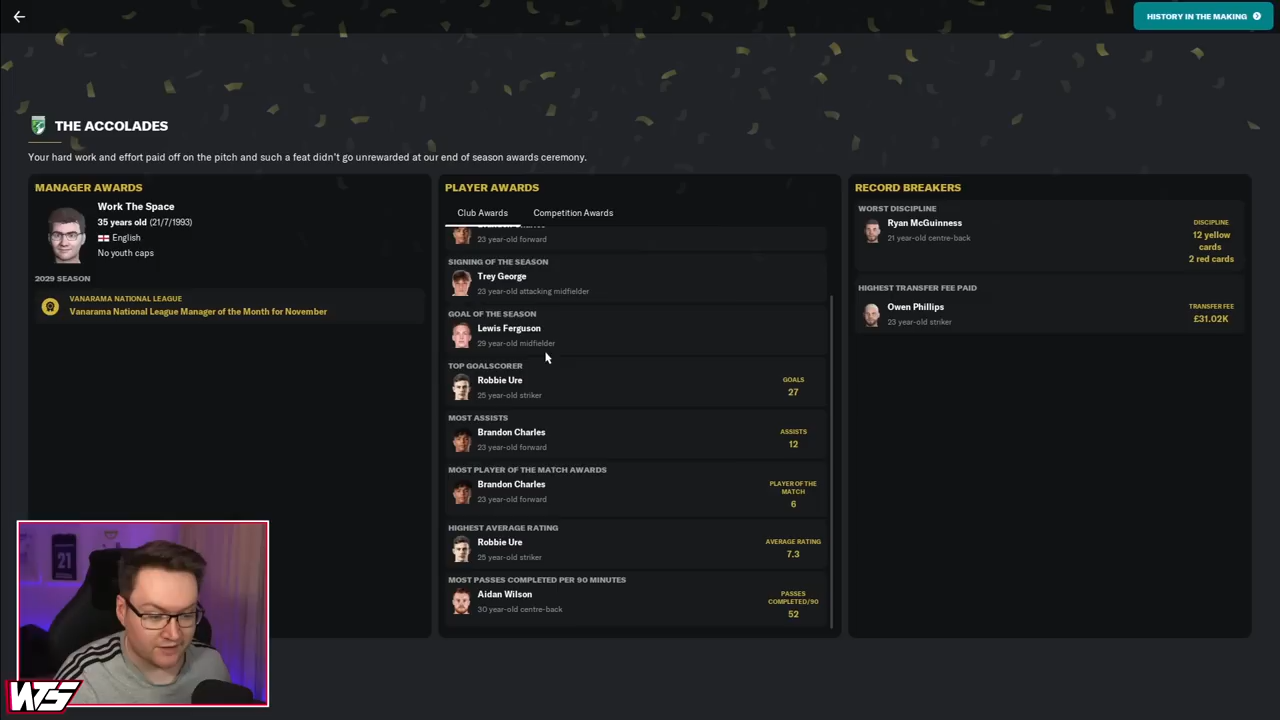 HISTORY IN THE MAKING
THE ACCOLADES
Your hard work and effort paid off on the pitch and such a feat didn't go unrewarded at our end of season awards ceremony.
MANAGER AWARDS
Work The Space
35 years old (21/7/1993)
English
No youth caps
2029 SEASON
VANARAMA NATIONAL LEAGUE
Vanarama National League Manager of the Month for November
PLAYER AWARDS
Club Awards
Competition Awards
23 year-old forward
SIGNING OF THE SEASON
Trey George
23 year-old attacking midfielder
GOAL OF THE SEASON
Lewis Ferguson
29 year-old midfielder
TOP GOALSCORER
Robbie Ure
25 year-old striker
GOALS
27
MOST ASSISTS
Brandon Charles
23 year-old forward
ASSISTS
12
MOST PLAYER OF THE MATCH AWARDS
Brandon Charles
23 year-old forward
PLAYER OF THE
MATCH
6
HIGHEST AVERAGE RATING
Robbie Ure
25 year-old striker
AVERAGE RATING
7.3
MOST PASSES COMPLETED PER 90 MINUTES
Aidan Wilson
30 year-old centre-back
PASSES
COMPLETED/90
52
RECORD BREAKERS
WORST DISCIPLINE
Ryan McGuinness
21 year-old centre-back
DISCIPLINE
12 yellow
cards
2 red cards
HIGHEST TRANSFER FEE PAID
Owen Phillips
23 year-old striker
TRANSFER FEE
£31.02K
21
WTS